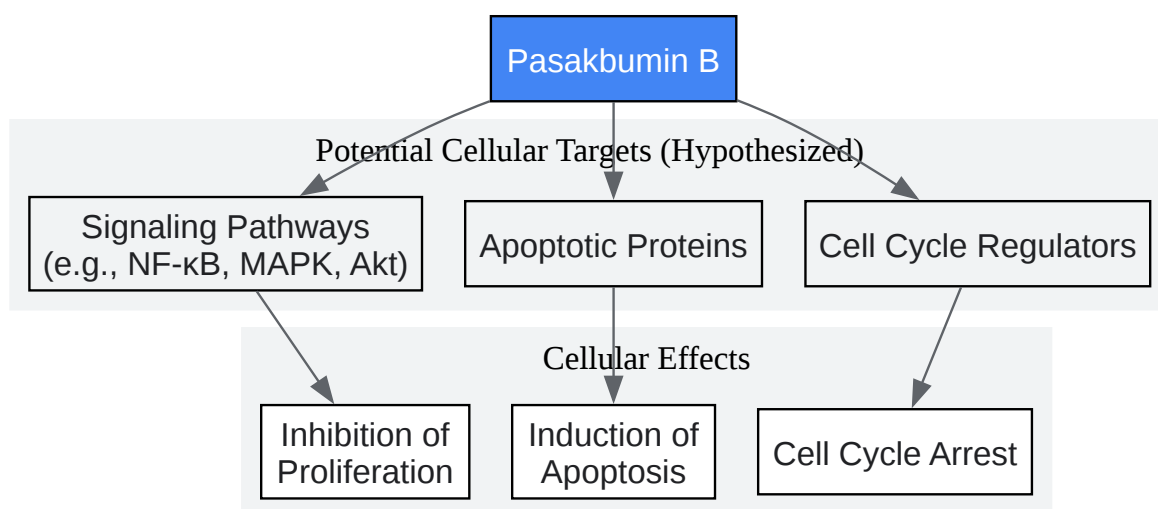 Pasakbumin B
Potential Cellular Targets (Hypothesized)
Signaling Pathways
(e.g., NF-κB, MAPK, Akt)
Apoptotic Proteins
Cell Cycle Regulators
Cellular Effects
Inhibition of
Proliferation
Induction of
Apoptosis
Cell Cycle Arrest